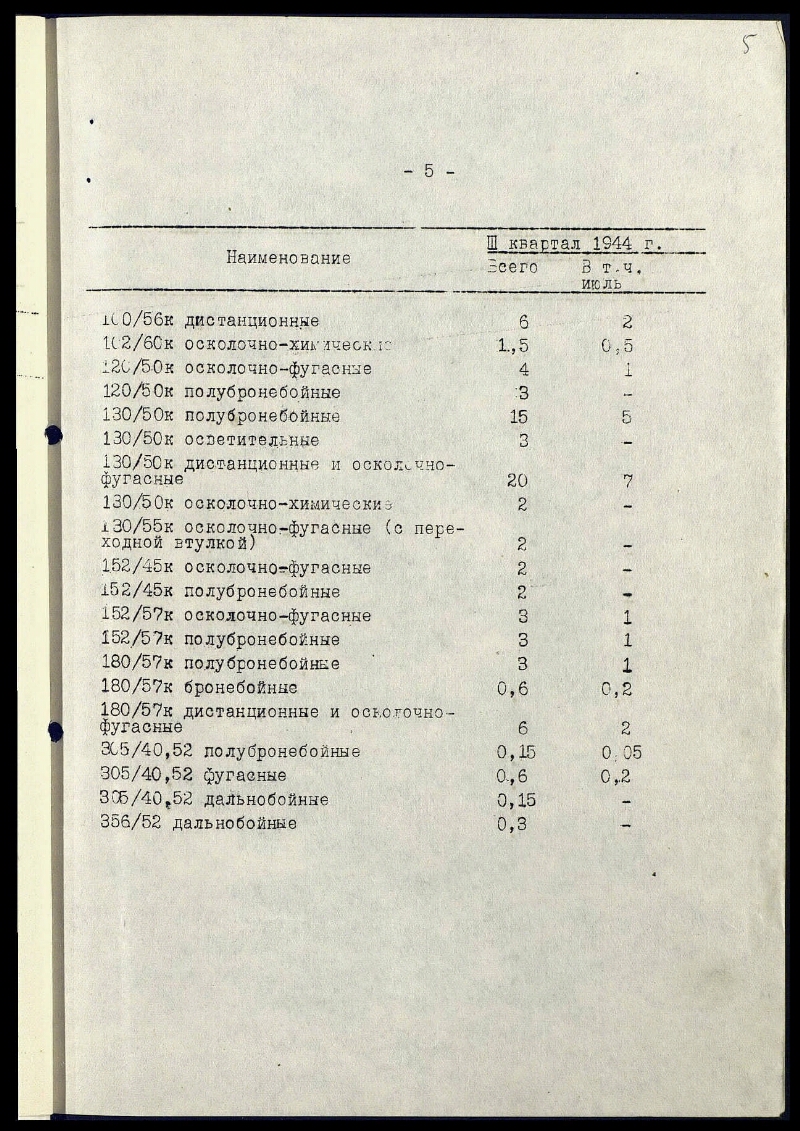 5
- 5 -
Наименование
III квартал 1944 г.
Всего В т.ч.
июль
100/56к дистанционные 6 2
102/60к осколочно-химические 1,5 0,5
120/50к осколочно-фугасные 4 1
120/50к полубронебойные 3 -
130/50к полубронебойные 15 5
130/50к осветительные 3 -
130/50к дистанционные и осколочно-
фугасные 20 7
130/50к осколочно-химические 2 -
130/55к осколочно-фугасные (с пере-
ходной втулкой) 2 -
152/45к осколочно-фугасные 2 -
152/45к полубронебойные 2 -
152/57к осколочно-фугасные 3 1
152/57к полубронебойные 3 1
180/57к полубронебойные 3 1
180/57к бронебойные 0,6 0,2
180/57к дистанционные и осколочно-
фугасные 6 2
305/40,52 полубронебойные 0,15 0,05
305/40,52 фугасные 0,6 0,2
305/40,52 дальнобойные 0,15 -
356/52 дальнобойные 0,3 -